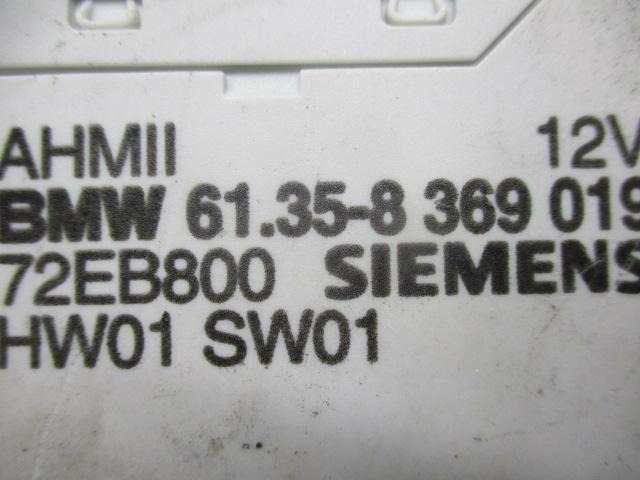 AHMII 12V
BMW 61.35-8 369 019
72EB800 SIEMENS
HW01 SW01